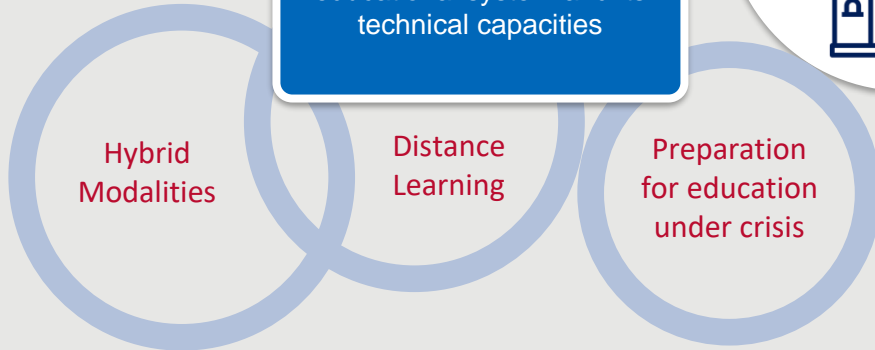 technical capacities
Hybrid
Modalities
Distance
Learning
Preparation
for education
under crisis